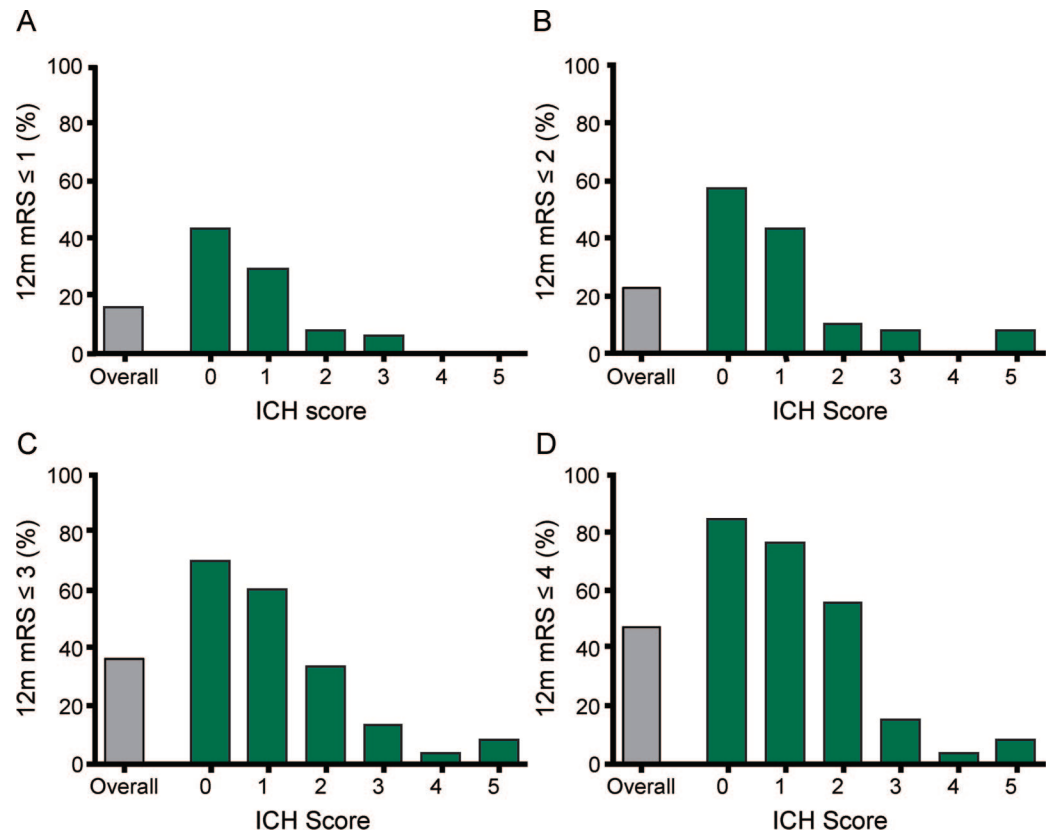 A
12m mRS ≤ 1 (%)
100
80
60
40
20
0
Overall 0 1 2 3 4 5
ICH score
B
12m mRS ≤ 2 (%)
100
80
60
40
20
0
Overall 0 1 2 3 4 5
ICH Score
C
12m mRS ≤ 3 (%)
100
80
60
40
20
0
Overall 0 1 2 3 4 5
ICH Score
D
12m mRS ≤ 4 (%)
100
80
60
40
20
0
Overall 0 1 2 3 4 5
ICH Score